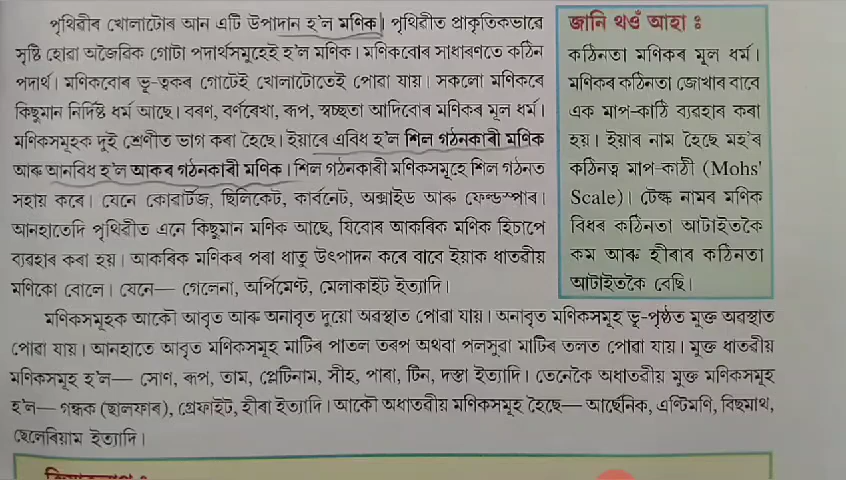 পৃথিৱীৰ খোলাটোৰ আন এটি উপাদান হ'ল মণিক। পৃথিৱীত প্ৰাকৃতিকভাৱে
সৃষ্টি হোৱা অজৈৱিক গোটা পদাৰ্থসমূহেই হ'ল মণিক। মণিকবোৰ সাধাৰণতে কঠিন
পদাৰ্থ। মণিকবোৰ ভূ-ত্বকৰ গোটেই খোলাটোতেই পোৱা যায়। সকলো মণিকৰে
কিছুমান নিৰ্দিষ্ট ধৰ্ম আছে। বৰণ, বৰ্ণৰেখা, ৰূপ, স্বচ্ছতা আদিবোৰ মণিকৰ মূল ধৰ্ম।
মণিকসমূহক দুই শ্ৰেণীত ভাগ কৰা হৈছে। ইয়াৰে এবিধ হ'ল শিল গঠনকাৰী মণিক
আৰু আনবিধ হ'ল আকৰ গঠনকাৰী মণিক। শিল গঠনকাৰী মণিকসমূহে শিল গঠনত
সহায় কৰে। যেনে কোৱাৰ্টজ, ছিলিকেট, কাৰ্বনেট, অক্সাইড আৰু ফেল্ডস্পাৰ।
আনহাতেদি পৃথিৱীত এনে কিছুমান মণিক আছে, যিবোৰ আকৰিক মণিক হিচাপে
ব্যৱহাৰ কৰা হয়। আকৰিক মণিকৰ পৰা ধাতু উৎপাদন কৰে বাবে ইয়াক ধাতৱীয়
মণিকো বোলে। যেনে— গেলেনা, অৰ্পিমেণ্ট, মেলাকাইট ইত্যাদি।
জানি থওঁ আহা :
কঠিনতা মণিকৰ মূল ধৰ্ম।
মণিকৰ কঠিনতা জোখাৰ বাবে
এক মাপ-কাঠি ব্যৱহাৰ কৰা
হয়। ইয়াৰ নাম হৈছে মহ'ৰ
কঠিনত্ব মাপ-কাঠী (Mohs'
Scale)। টেল্ক নামৰ মণিক
বিধৰ কঠিনতা আটাইতকৈ
কম আৰু হীৰাৰ কঠিনতা
আটাইতকৈ বেছি।
মণিকসমূহক আকৌ আবৃত আৰু অনাবৃত দুয়ো অৱস্থাত পোৱা যায়। অনাবৃত মণিকসমূহ ভূ-পৃষ্ঠত মুক্ত অৱস্থাত
পোৱা যায়। আনহাতে আবৃত মণিকসমূহ মাটিৰ পাতল তৰপ অথবা পলসুৱা মাটিৰ তলত পোৱা যায়। মুক্ত ধাতৱীয়
মণিকসমূহ হ'ল— সোণ, ৰূপ, তাম, প্লেটিনাম, সীহ, পাৰা, টিন, দস্তা ইত্যাদি। তেনেকৈ অধাতৱীয় মুক্ত মণিকসমূহ
হ'ল— গন্ধক (ছালফাৰ), গ্ৰেফাইট, হীৰা ইত্যাদি। আকৌ অধাতৱীয় মণিকসমূহ হৈছে— আৰ্ছেনিক, এণ্টিমণি, বিছমাথ,
হেলেৰিয়াম ইত্যাদি।